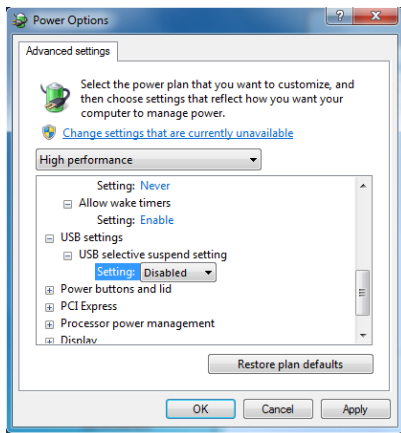 Power Options
Advanced settings
Select the power plan that you want to customize, and
then choose settings that reflect how you want your
computer to manage power.
Change settings that are currently unavailable
High performance
Setting: Never
Allow wake timers
Setting: Enable
USB settings
USB selective suspend setting
Setting: Disabled
Power buttons and lid
PCI Express
Processor power management
Display
Restore plan defaults
OK Cancel Apply